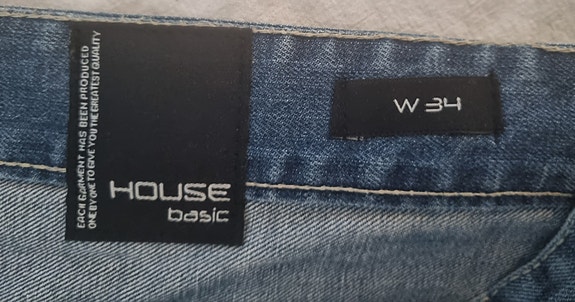 EACH GARMENT HAS BEEN PRODUCED
ONE BY ONE TO GIVE YOU THE GREATEST QUALITY
HOUSE
basic
W 34